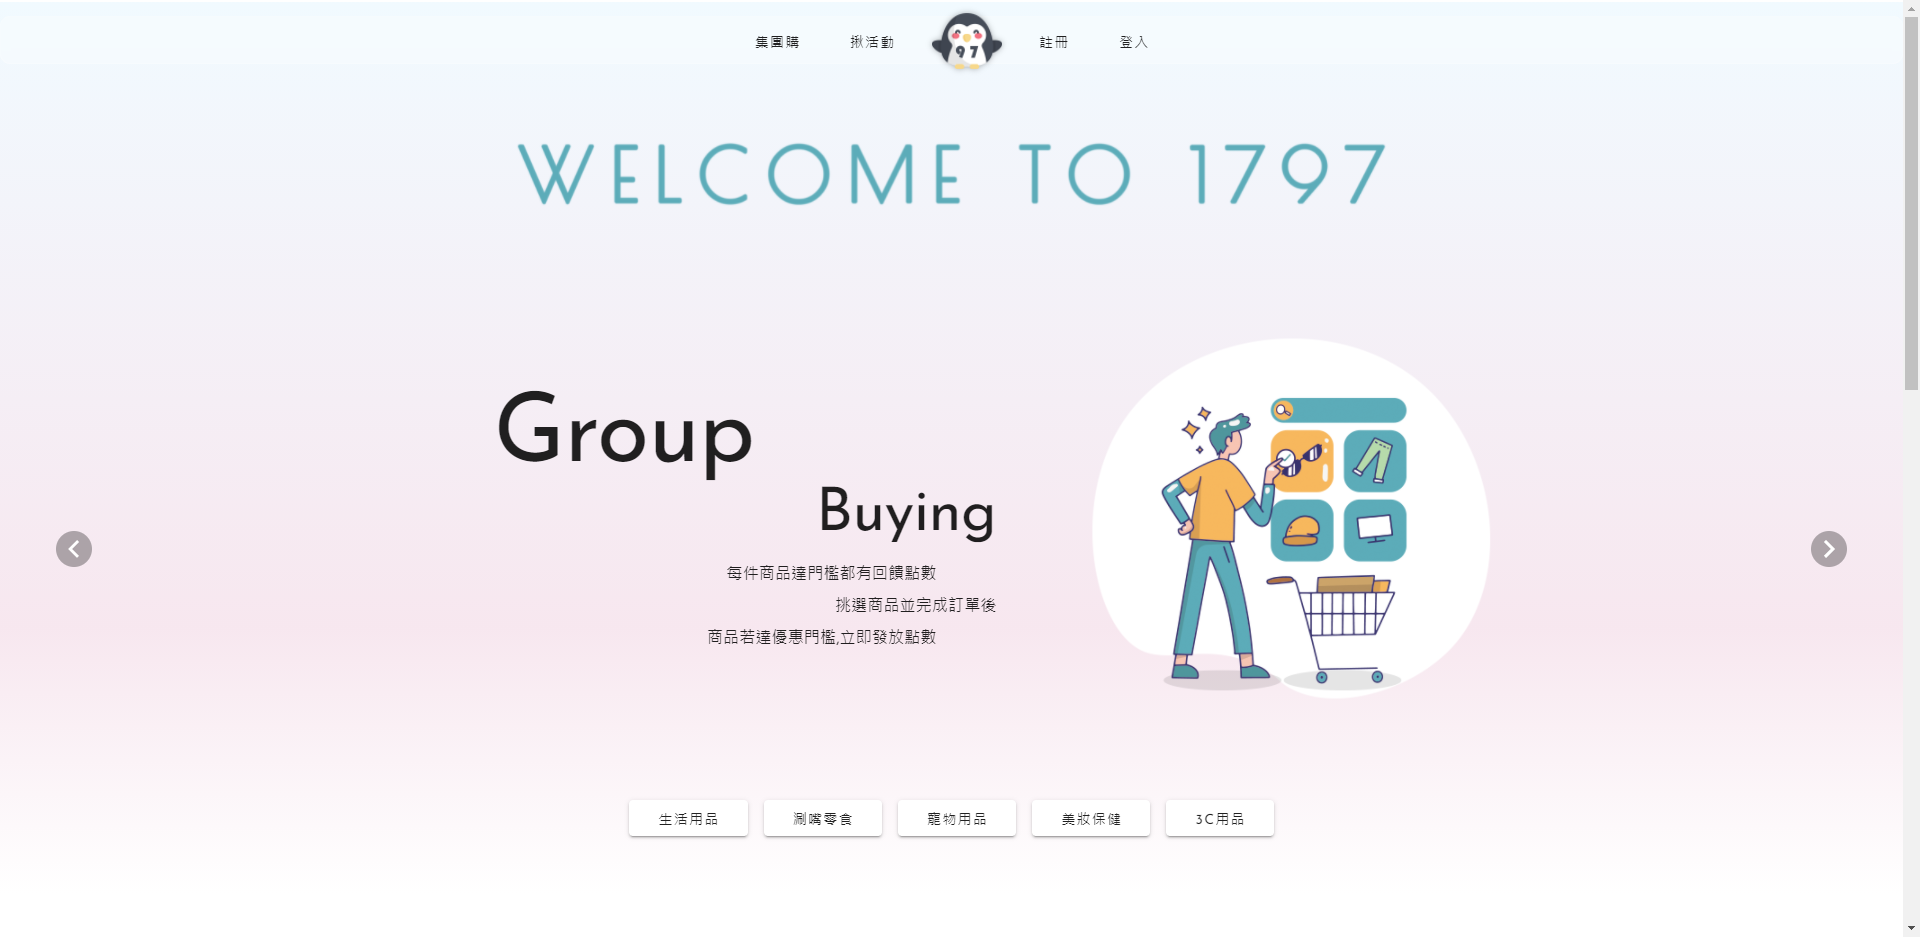 集團購 揪活動 97 註冊 登入
WELCOME TO 1797
Group
Buying
每件商品達門檻都有回饋點數
挑選商品並完成訂單後
商品若達優惠門檻,立即發放點數
生活用品 涮嘴零食 寵物用品 美妝保健 3C用品